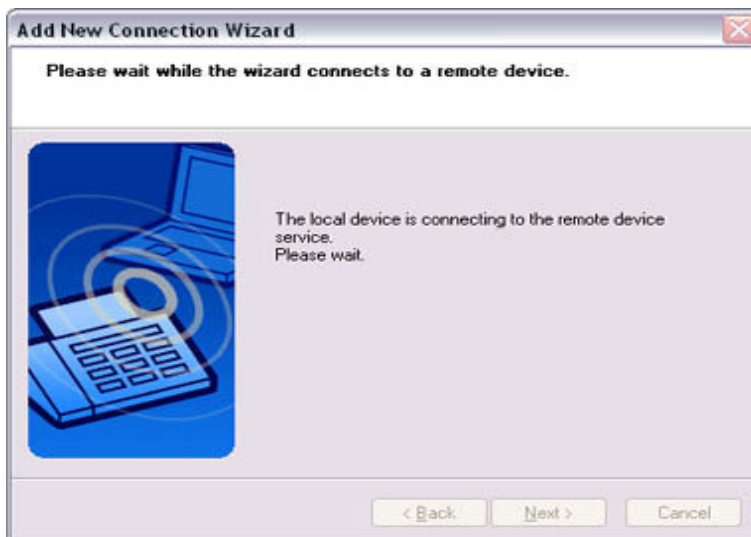 Add New Connection Wizard
Please wait while the wizard connects to a remote device.
The local device is connecting to the remote device
service.
Please wait.
< Back
Next >
Cancel